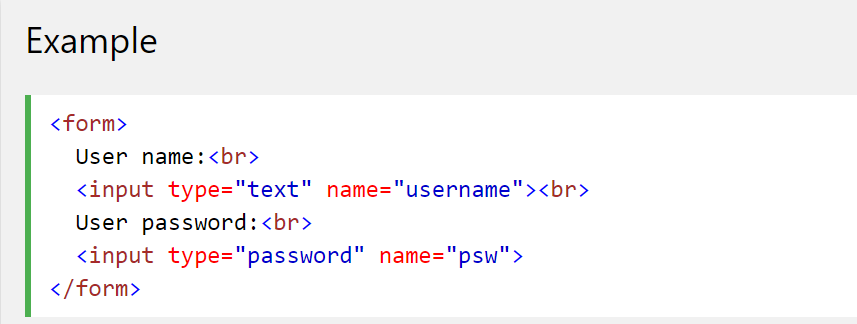 Example
<form>
  User name:<br>
  <input type="text" name="username"><br>
  User password:<br>
  <input type="password" name="psw">
</form>